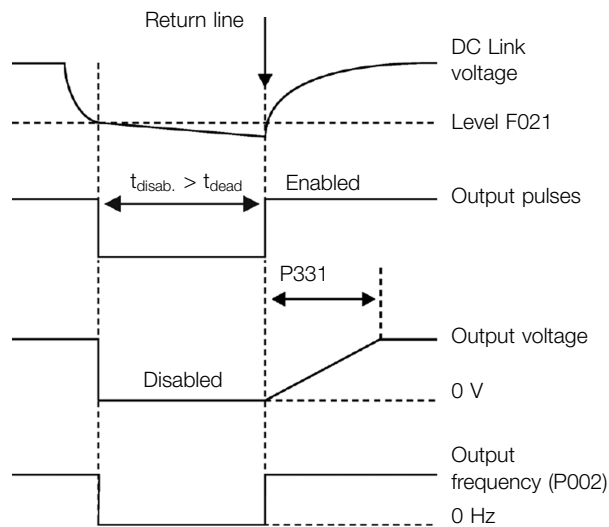 Return line
DC Link
voltage
Level F021
t_disab. > t_dead
Enabled
Output pulses
P331
Output voltage
Disabled
0 V
Output
frequency (P002)
0 Hz